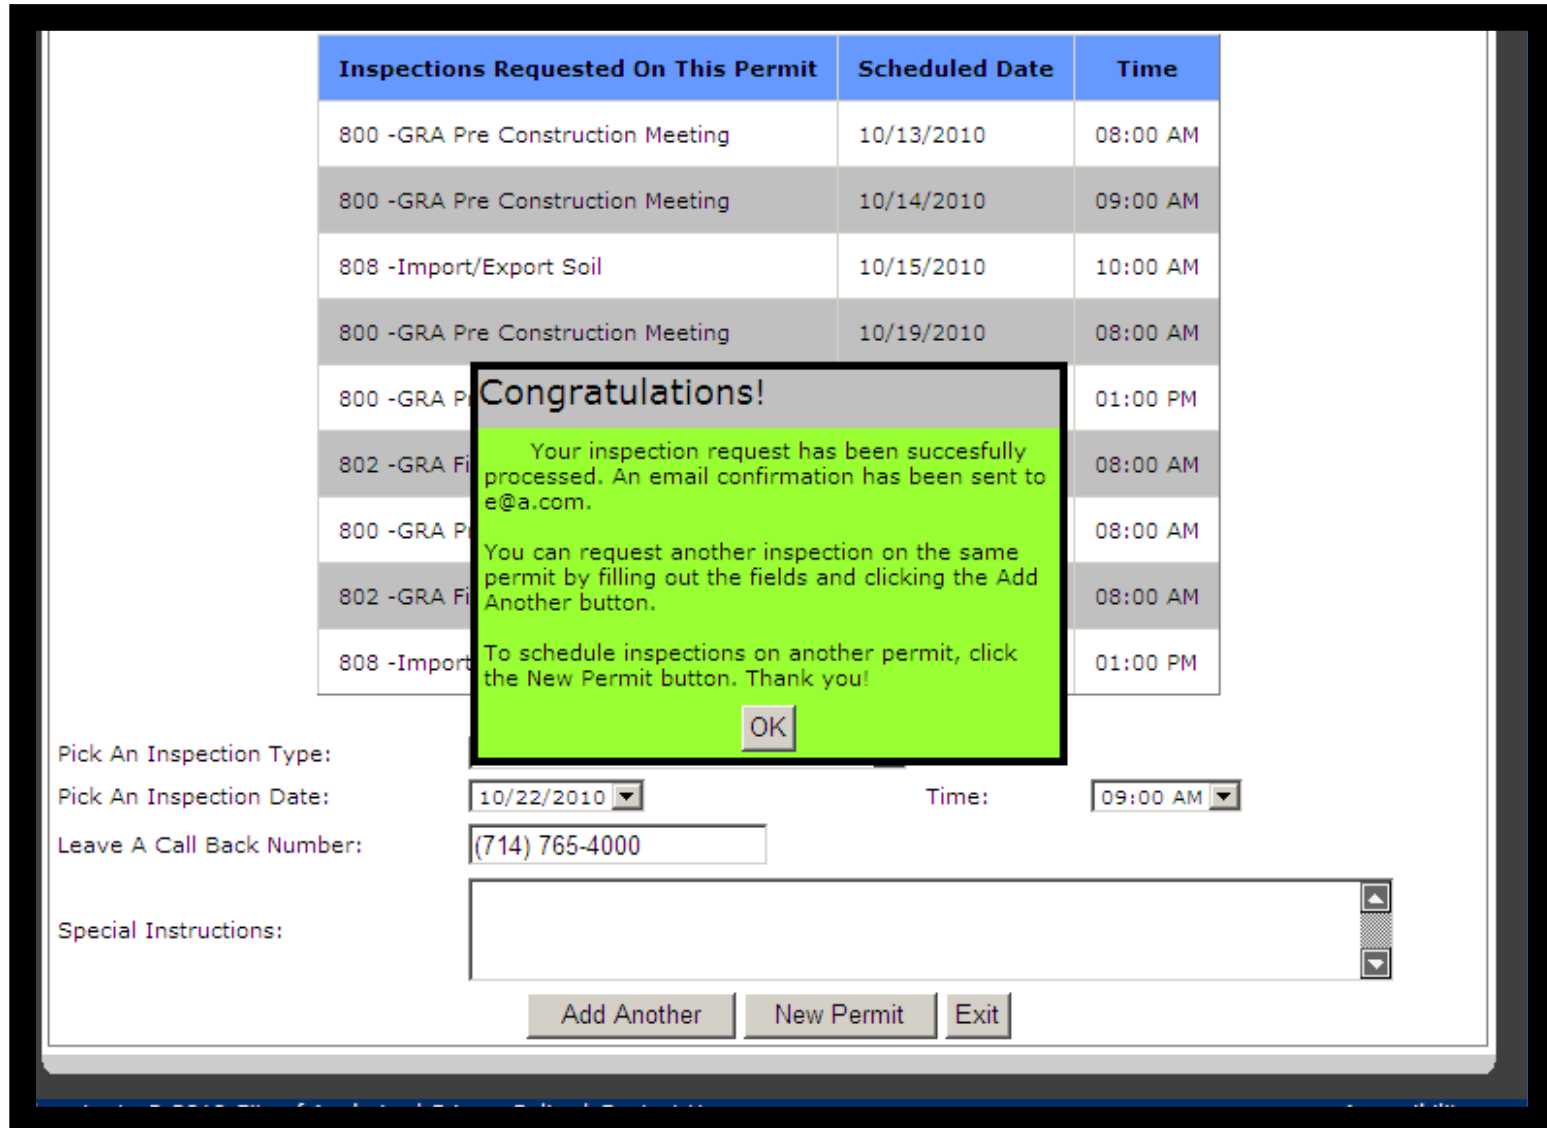 Inspections Requested On This Permit Scheduled Date Time
800 -GRA Pre Construction Meeting 10/13/2010 08:00 AM
800 -GRA Pre Construction Meeting 10/14/2010 09:00 AM
808 -Import/Export Soil 10/15/2010 10:00 AM
800 -GRA Pre Construction Meeting 10/19/2010 08:00 AM
800 -GRA 01:00 PM
802 -GRA 08:00 AM
800 -GRA 08:00 AM
802 -GRA 08:00 AM
808 -Import 01:00 PM
Congratulations!
Your inspection request has been succesfully
processed. An email confirmation has been sent to
e@a.com.
You can request another inspection on the same
permit by filling out the fields and clicking the Add
Another button.
To schedule inspections on another permit, click
the New Permit button. Thank you!
OK
Pick An Inspection Type:
Pick An Inspection Date: 10/22/2010 Time: 09:00 AM
Leave A Call Back Number: (714) 765-4000
Special Instructions:
Add Another New Permit Exit